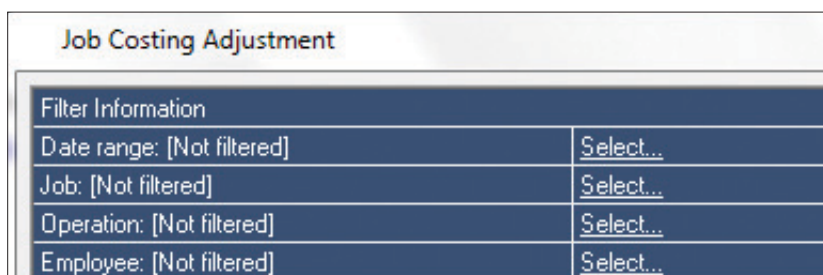 Job Costing Adjustment
Filter Information
Date range: [Not filtered] Select...
Job: [Not filtered] Select...
Operation: [Not filtered] Select...
Employee: [Not filtered] Select...